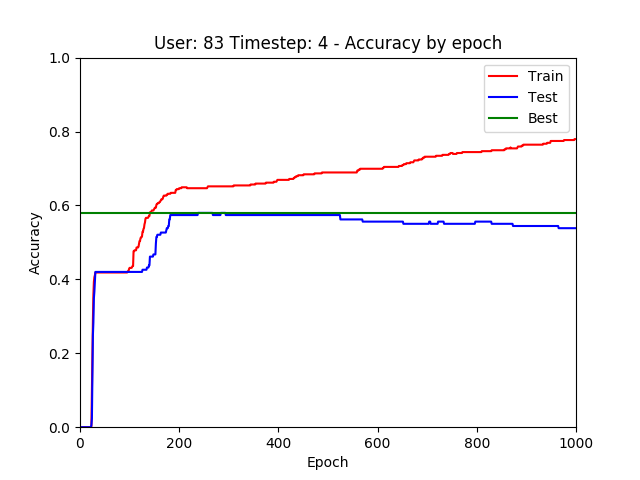 User: 83 Timestep: 4 - Accuracy by epoch
1.0
0.8
0.6
0.4
0.2
0.0
Accuracy
Train
Test
Best
0 200 400 600 800 1000
Epoch